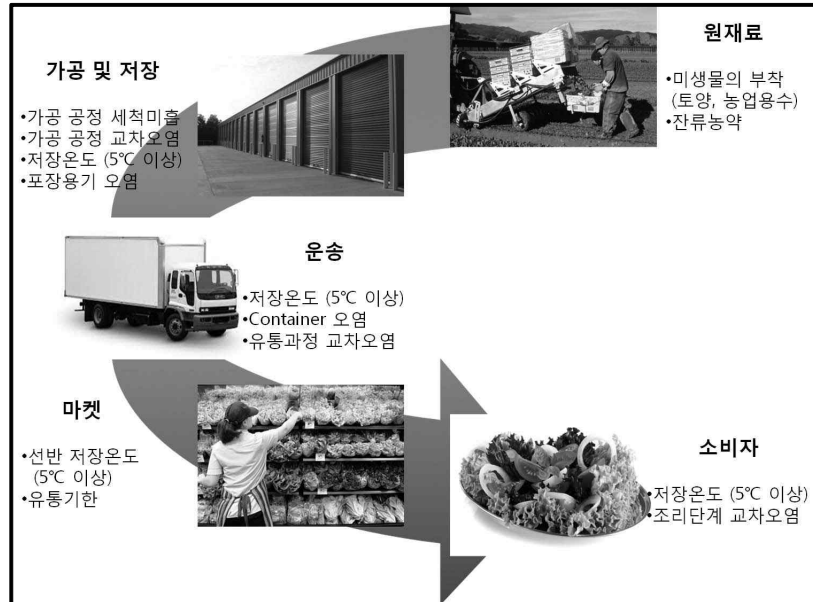 원재료
•미생물의 부착
(토양, 농업용수)
•잔류농약
가공 및 저장
•가공 공정 세척미흡
•가공 공정 교차오염
•저장온도 (5℃ 이상)
•포장용기 오염
운송
•저장온도 (5℃ 이상)
•Container 오염
•유통과정 교차오염
마켓
•선반 저장온도
(5℃ 이상)
•유통기한
소비자
•저장온도 (5℃ 이상)
•조리단계 교차오염